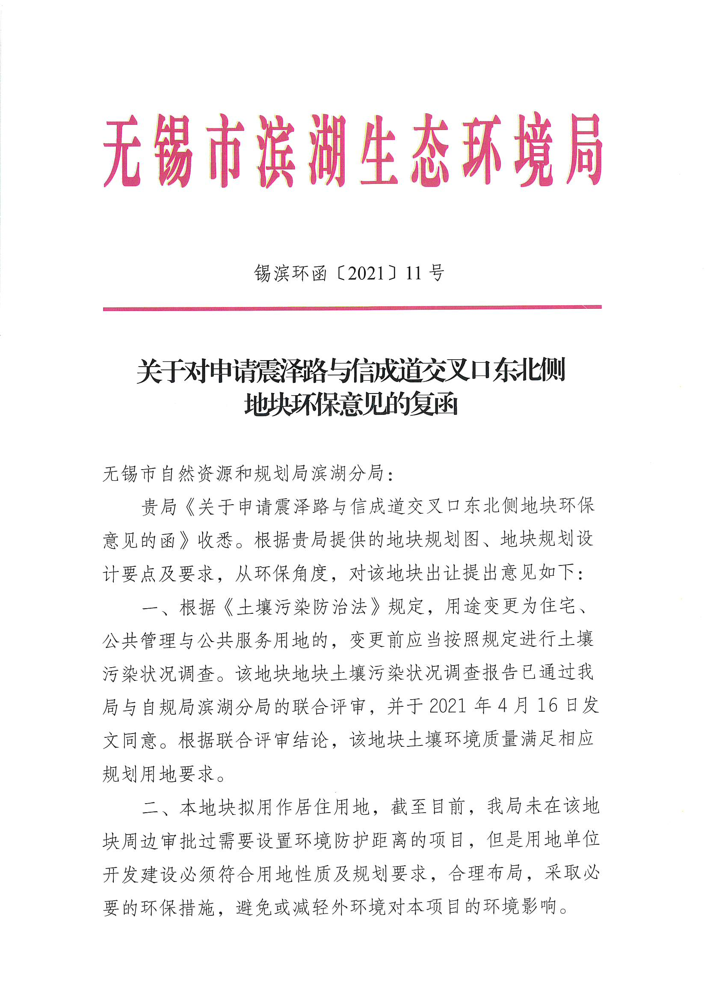 无锡市滨湖生态环境局
锡滨环函〔2021〕11 号
关于对申请震泽路与信成道交叉口东北侧
地块环保意见的复函
无锡市自然资源和规划局滨湖分局：
贵局《关于申请震泽路与信成道交叉口东北侧地块环保
意见的函》收悉。根据贵局提供的地块规划图、地块规划设
计要点及要求，从环保角度，对该地块出让提出意见如下：
一、根据《土壤污染防治法》规定，用途变更为住宅、
公共管理与公共服务用地的，变更前应当按照规定进行土壤
污染状况调查。该地块地块土壤污染状况调查报告已通过我
局与自规局滨湖分局的联合评审，并于 2021 年 4 月 16 日发
文同意。根据联合评审结论，该地块土壤环境质量满足相应
规划用地要求。
二、本地块拟用作居住用地，截至目前，我局未在该地
块周边审批过需要设置环境防护距离的项目，但是用地单位
开发建设必须符合用地性质及规划要求，合理布局，采取必
要的环保措施，避免或减轻外环境对本项目的环境影响。